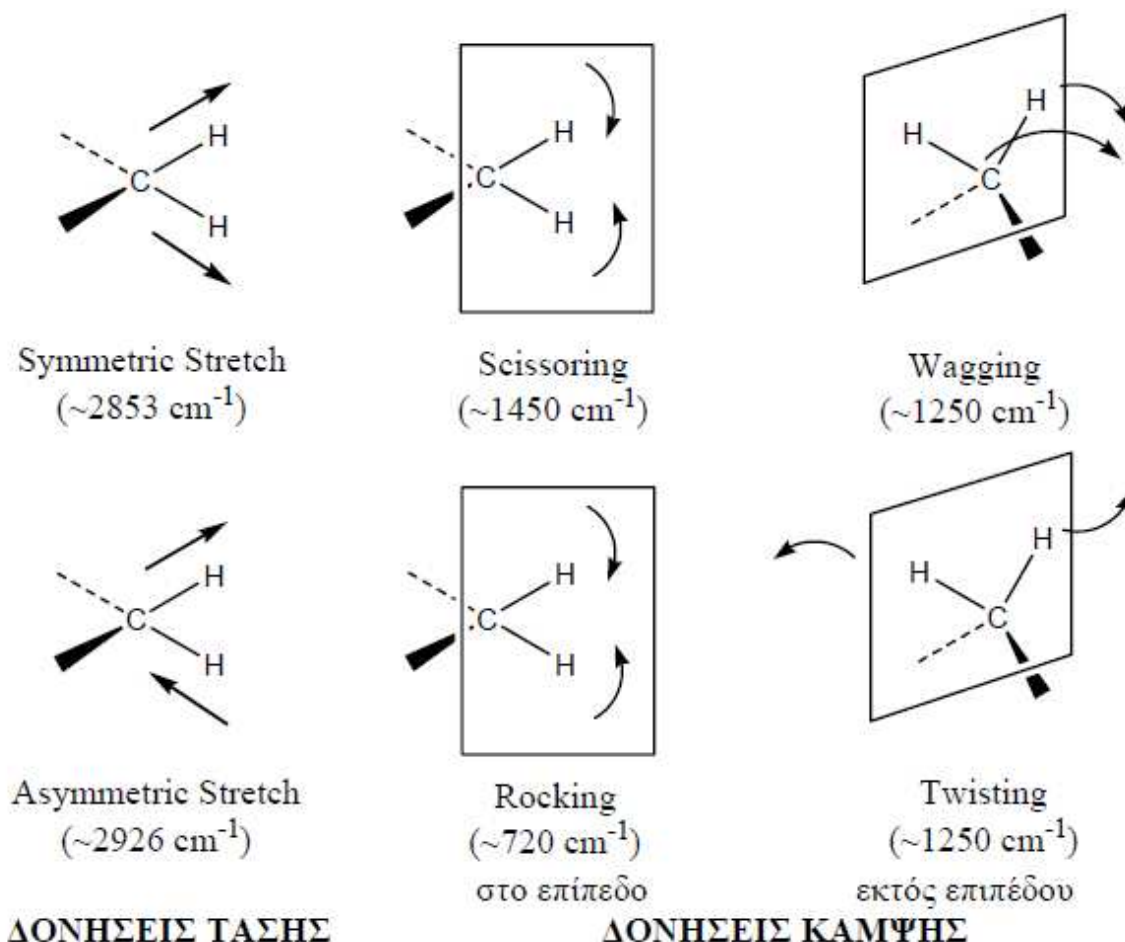 H
C
H
H
C
H
H
H
C
Symmetric Stretch
(~2853 cm-1)
Scissoring
(~1450 cm-1)
Wagging
(~1250 cm-1)
H
C
H
H
C
H
H
H
C
Asymmetric Stretch
(~2926 cm-1)
Rocking
(~720 cm-1)
στο επίπεδο
Twisting
(~1250 cm-1)
εκτός επιπέδου
ΔΟΝΗΣΕΙΣ ΤΑΣΗΣ
ΔΟΝΗΣΕΙΣ ΚΑΜΨΗΣ